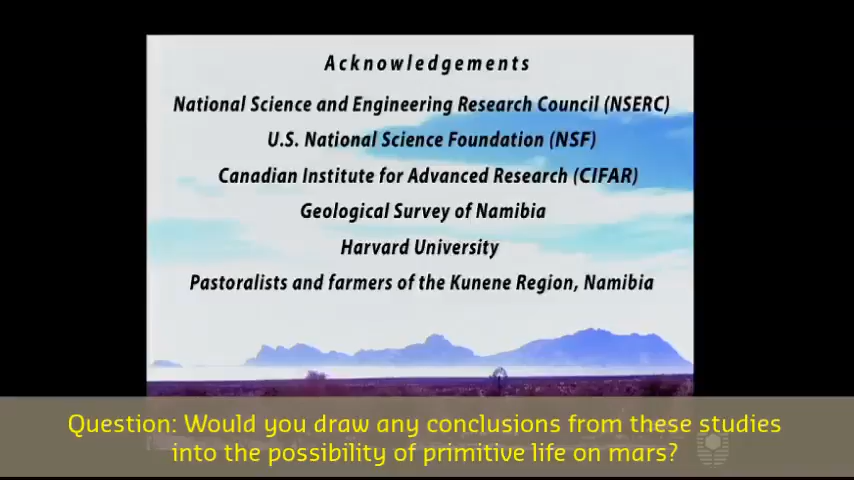 Acknowledgements
National Science and Engineering Research Council (NSERC)
U.S. National Science Foundation (NSF)
Canadian Institute for Advanced Research (CIFAR)
Geological Survey of Namibia
Harvard University
Pastoralists and farmers of the Kunene Region, Namibia
Question: Would you draw any conclusions from these studies
into the possibility of primitive life on mars?